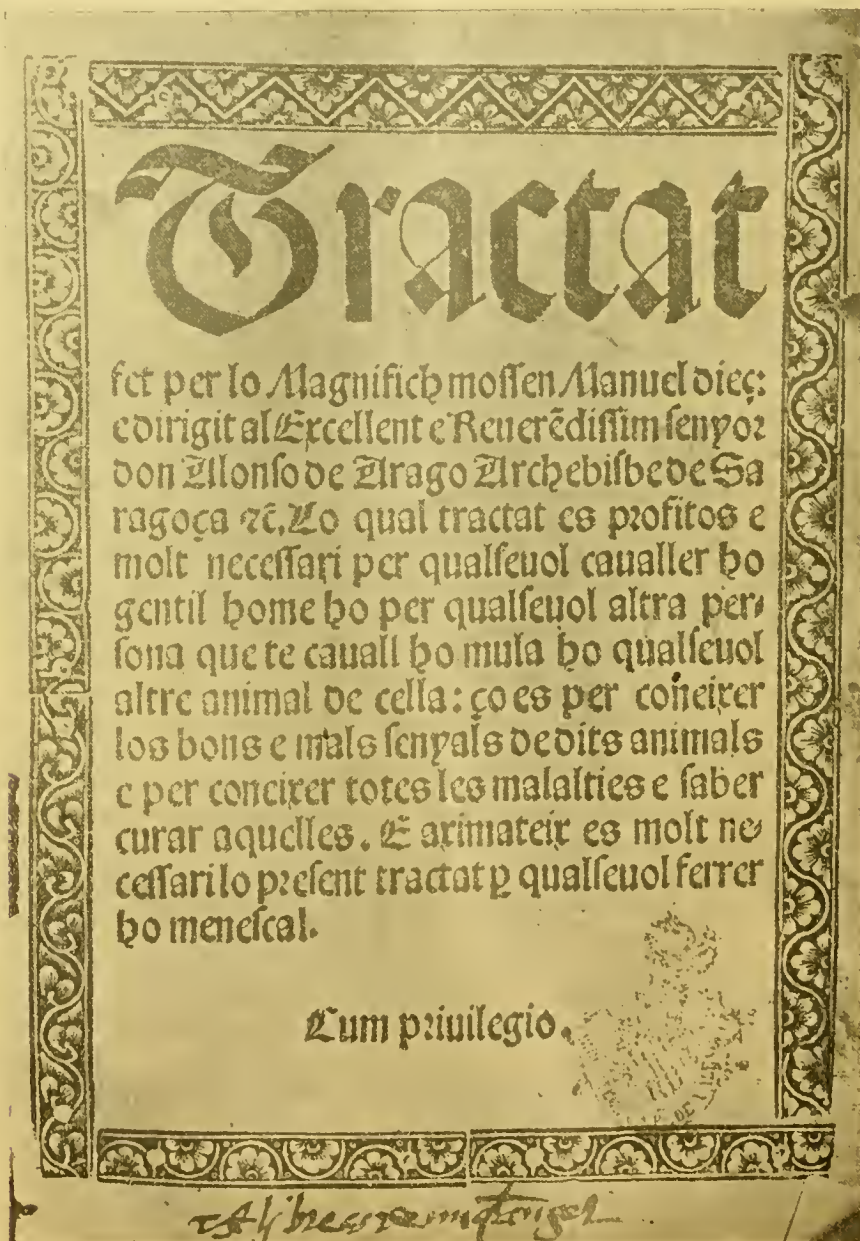 Tractat
fet per lo Magnifich mossen Manuel dieç:
e dirigit al Excellent e Reuerẽdissim senyor
don Alonso de Arago Archebisbe de Sa
ragoça ⁊c̃. Lo qual tractat es profitos e
molt necessari per qualseuol caualler ho
gentil home ho per qualseuol altra per⸗
sona que te cauall ho mula ho qualseuol
altre animal de cella: ço es per coneixer
los bons e mals senyals de dits animals
e per coneixer totes les malalties e saber
curar aquelles. E aximateix es molt ne⸗
cessari lo present tractat ꝑ qualseuol ferrer
ho menescal.
Cum priuilegio.